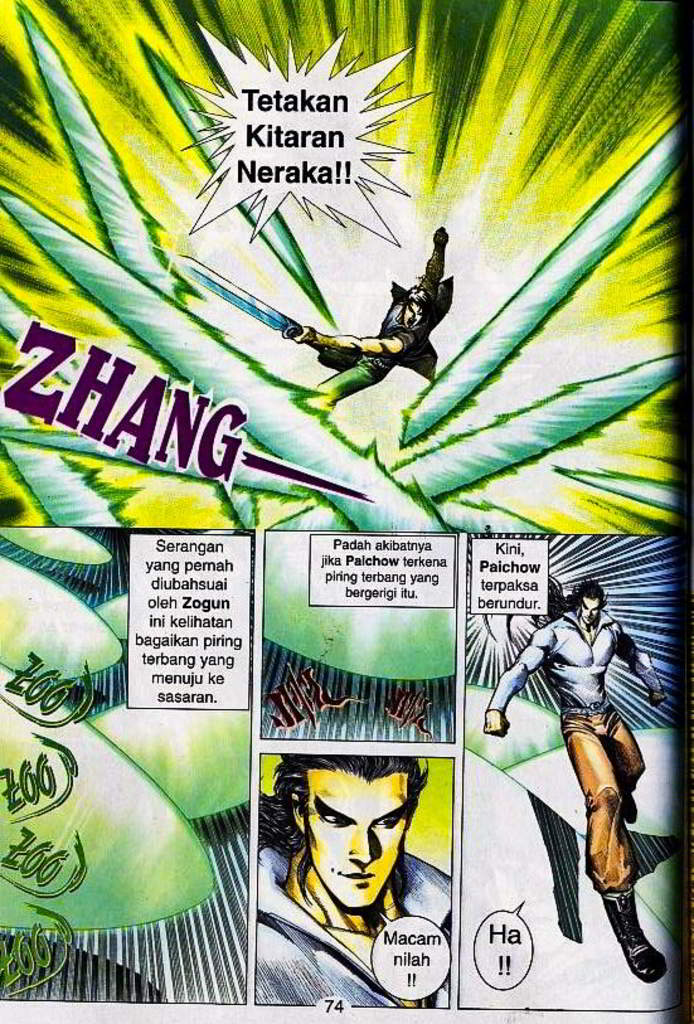 Tetakan
Kitaran
Neraka!!
ZHANG
Serangan
yang pernah
diubahsuai
oleh Zogun
ini kelihatan
bagaikan piring
terbang yang
menuju ke
sasaran.
Padah akibatnya
jika Paichow terkena
piring terbang yang
bergerigi itu.
Kini,
Paichow
terpaksa
berundur.
ZOO
ZOO
ZOO
ZOO
Macam
nilah
!!
Ha
!!
74